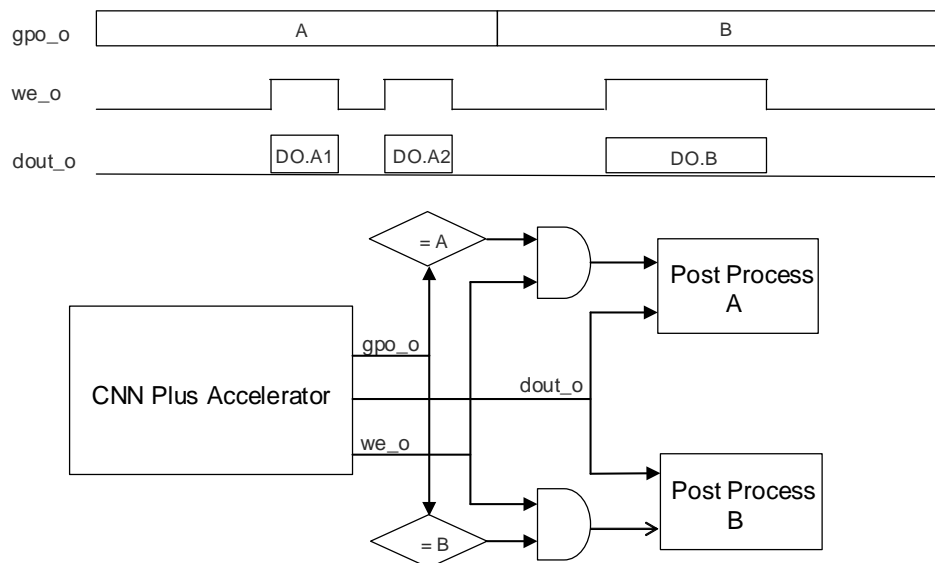 gpo_o
A
B
we_o
dout_o
DO.A1
DO.A2
DO.B
= A
Post Process
A
gpo_o
CNN Plus Accelerator
dout_o
we_o
Post Process
B
= B